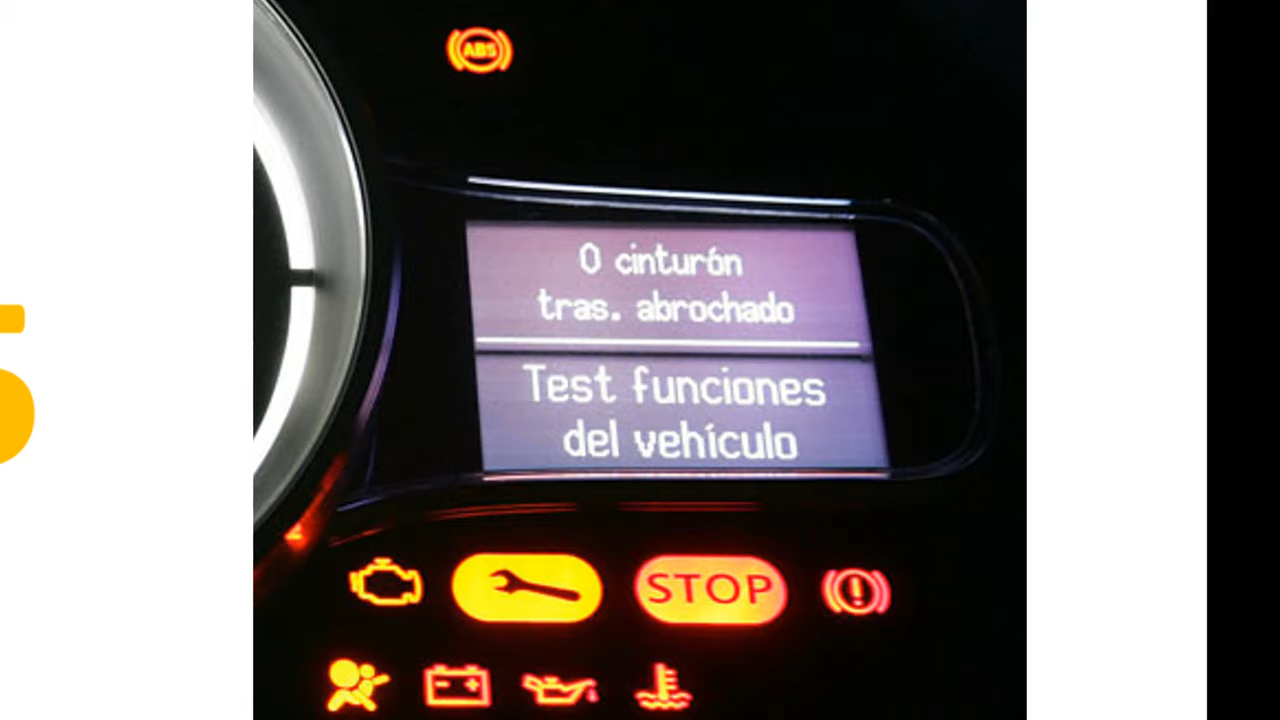 ABS
0 cinturón
tras. abrochado
Test funciones
del vehículo
STOP